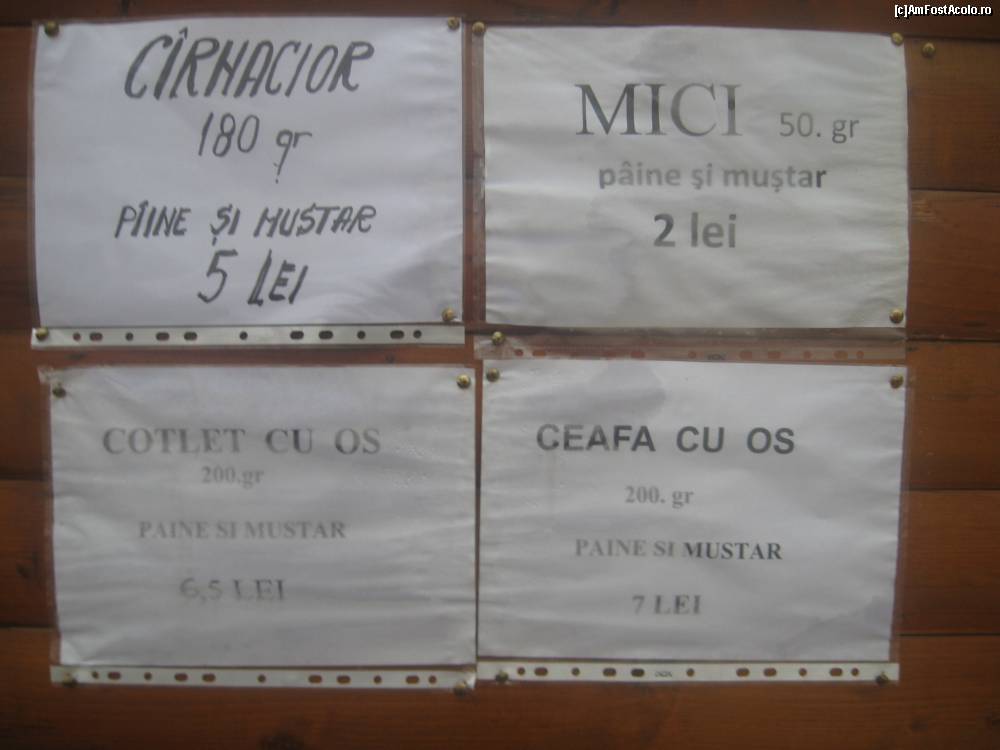 [c]AmFostAcolo.ro
CÎRNACIOR
180 gr
PÎINE ȘI MUSTAR
5 LEI
MICI 50. gr
pâine şi muştar
2 lei
COTLET CU OS
200.gr
PAINE SI MUSTAR
6,5 LEI
CEAFA CU OS
200. gr
PAINE SI MUSTAR
7 LEI